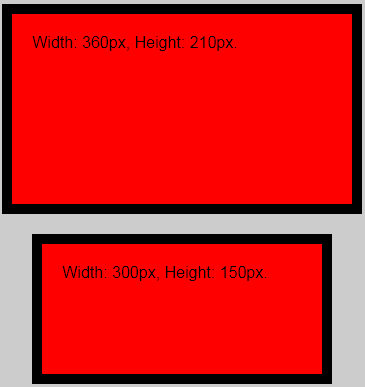 Width: 360px, Height: 210px.
Width: 300px, Height: 150px.